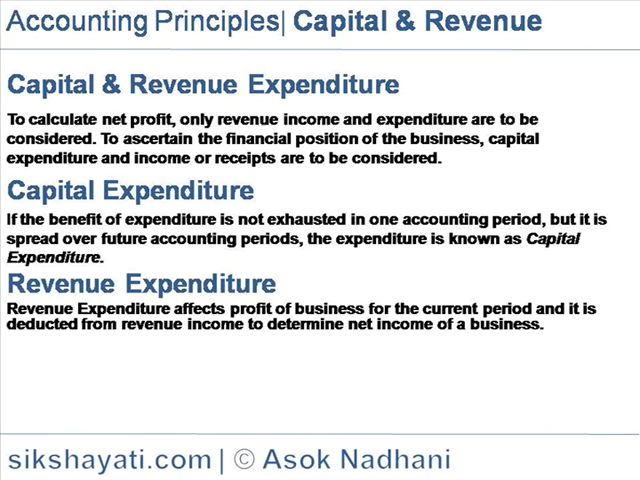 Accounting Principles| Capital & Revenue
Capital & Revenue Expenditure
To calculate net profit, only revenue income and expenditure are to be
considered. To ascertain the financial position of the business, capital
expenditure and income or receipts are to be considered.
Capital Expenditure
If the benefit of expenditure is not exhausted in one accounting period, but it is
spread over future accounting periods, the expenditure is known as Capital
Expenditure.
Revenue Expenditure
Revenue Expenditure affects profit of business for the current period and it is
deducted from revenue income to determine net income of a business.
sikshayati.com | © Asok Nadhani